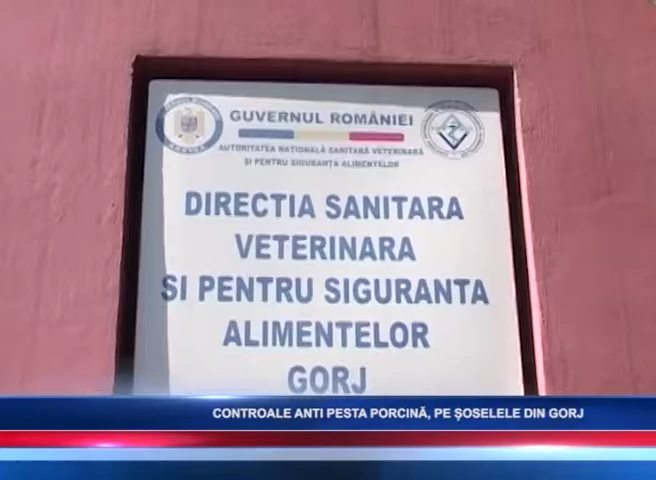 GUVERNUL ROMÂNIEI
AUTORITATEA NAȚIONALĂ SANITARĂ VETERINARĂ
ȘI PENTRU SIGURANȚA ALIMENTELOR
DIRECTIA SANITARA
VETERINARA
SI PENTRU SIGURANTA
ALIMENTELOR
GORJ
CONTROALE ANTI PESTA PORCINĂ, PE ȘOSELELE DIN GORJ